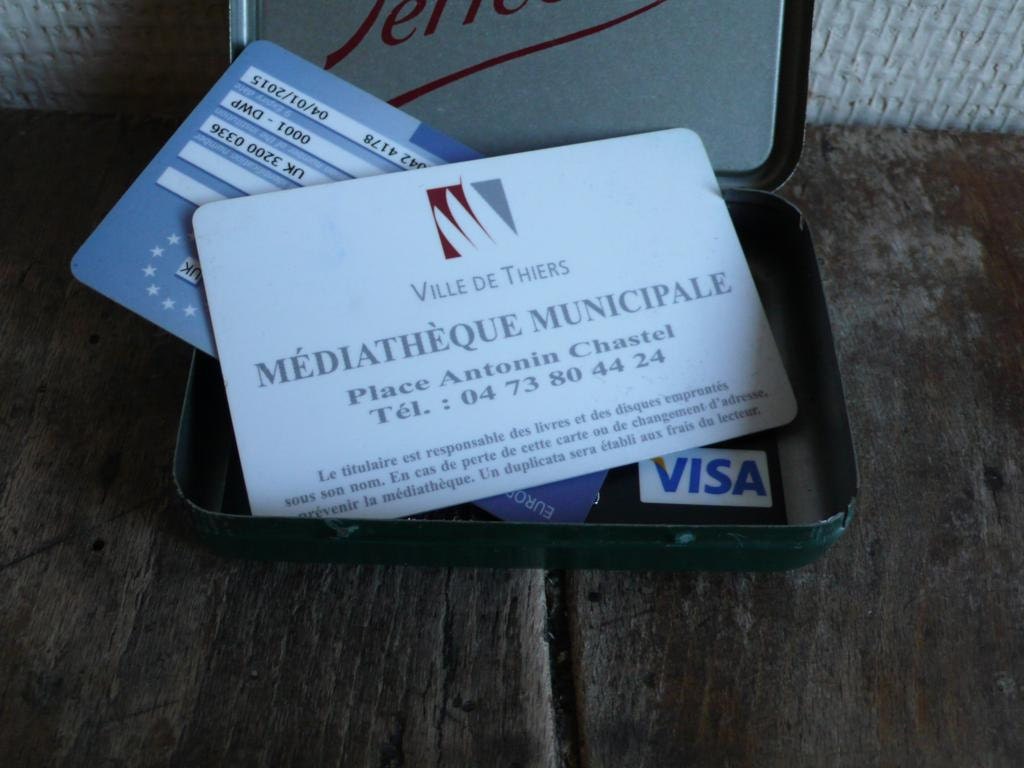 04/01/2015
0001 - DWP
UK 3200 0336
042 4178
UK
VILLE DE THIERS
MÉDIATHÈQUE MUNICIPALE
Place Antonin Chastel
Tél. : 04 73 80 44 24
Le titulaire est responsable des livres et des disques empruntés
sous son nom. En cas de perte de cette carte ou de changement d'adresse,
prévenir la médiathèque. Un duplicata sera établi aux frais du lecteur.
VISA